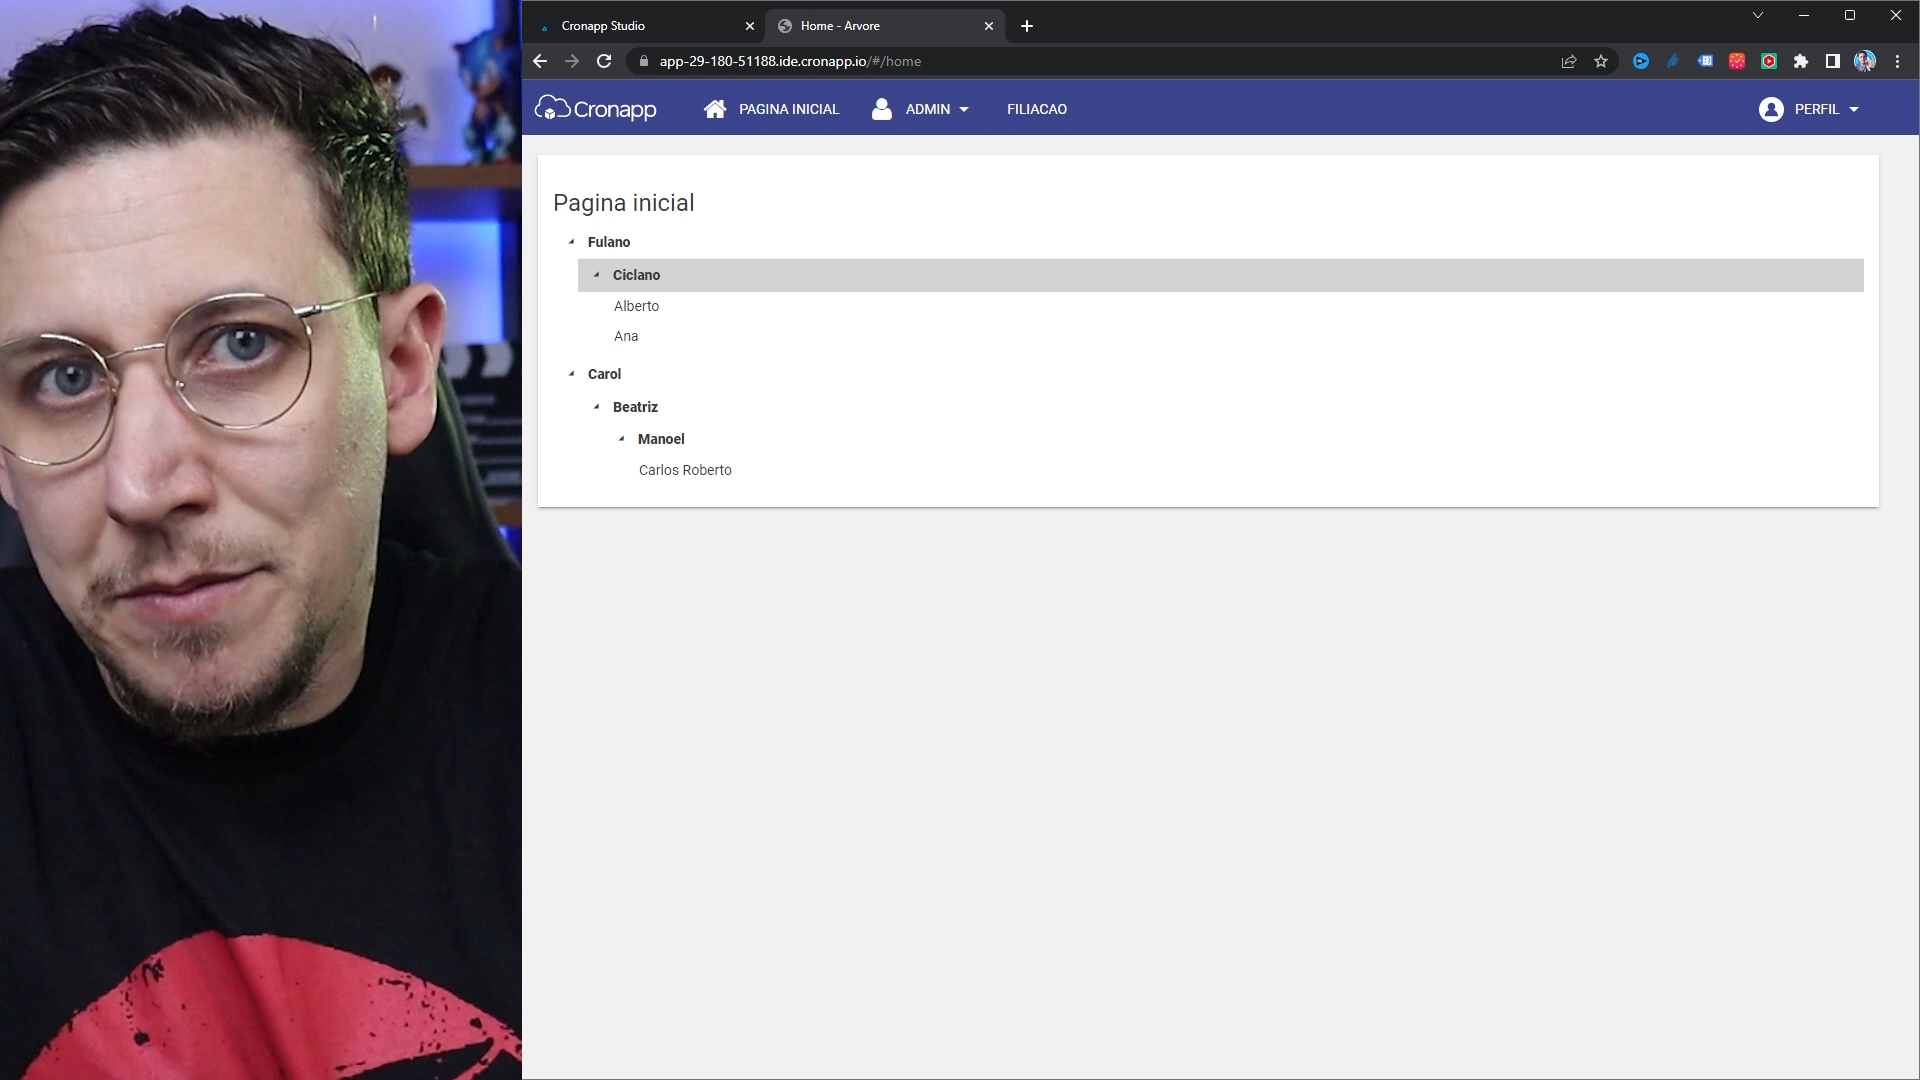 Cronapp Studio
Home - Arvore
app-29-180-51188.ide.cronapp.io/#/home
Cronapp
PAGINA INICIAL
ADMIN
FILIACAO
PERFIL
Pagina inicial
Fulano
Ciclano
Alberto
Ana
Carol
Beatriz
Manoel
Carlos Roberto